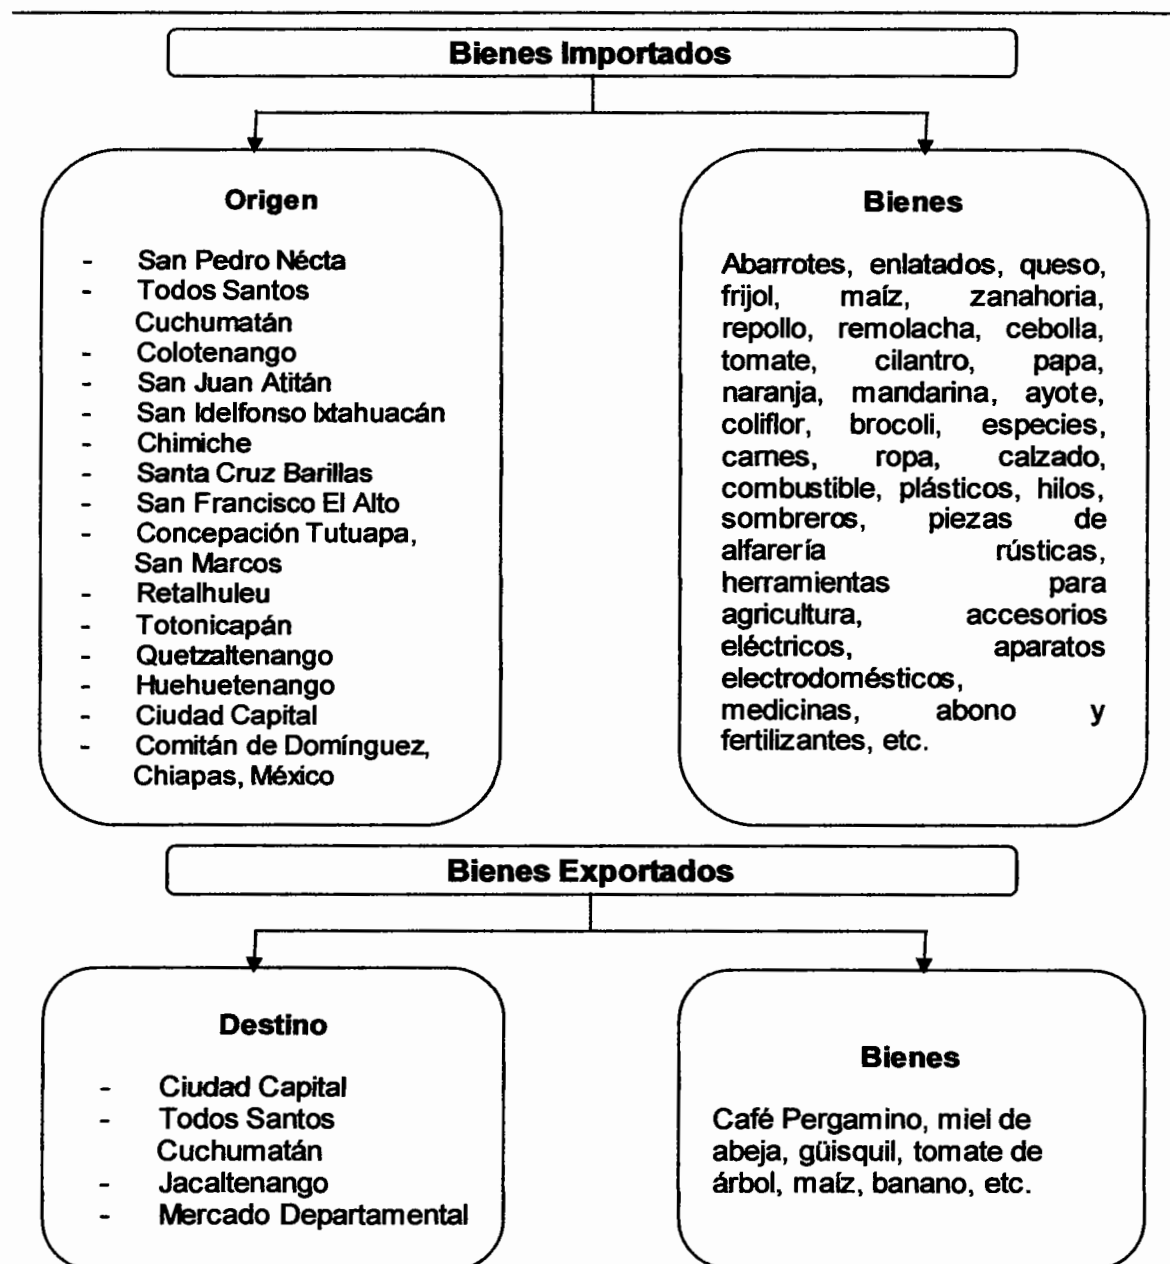 Bienes Importados
Origen
- San Pedro Nécta
- Todos Santos
Cuchumatán
- Colotenango
- San Juan Atitán
- San Idelfonso Ixtahuacán
- Chimiche
- Santa Cruz Barillas
- San Francisco El Alto
- Concepación Tutuapa,
San Marcos
- Retalhuleu
- Totonicapán
- Quetzaltenango
- Huehuetenango
- Ciudad Capital
- Comitán de Domínguez,
Chiapas, México
Bienes
Abarrotes, enlatados, queso,
frijol, maíz, zanahoria,
repollo, remolacha, cebolla,
tomate, cilantro, papa,
naranja, mandarina, ayote,
coliflor, brocoli, especies,
carnes, ropa, calzado,
combustible, plásticos, hilos,
sombreros, piezas de
alfarería rústicas,
herramientas para
agricultura, accesorios
eléctricos, aparatos
electrodomésticos,
medicinas, abono y
fertilizantes, etc.
Bienes Exportados
Destino
- Ciudad Capital
- Todos Santos
Cuchumatán
- Jacaltenango
- Mercado Departamental
Bienes
Café Pergamino, miel de
abeja, güisquil, tomate de
árbol, maíz, banano, etc.